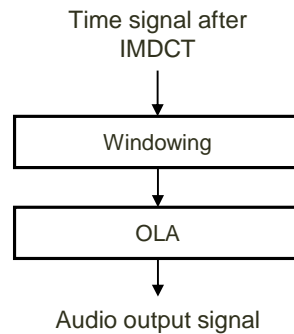 Time signal after
IMDCT
Windowing
OLA
Audio output signal